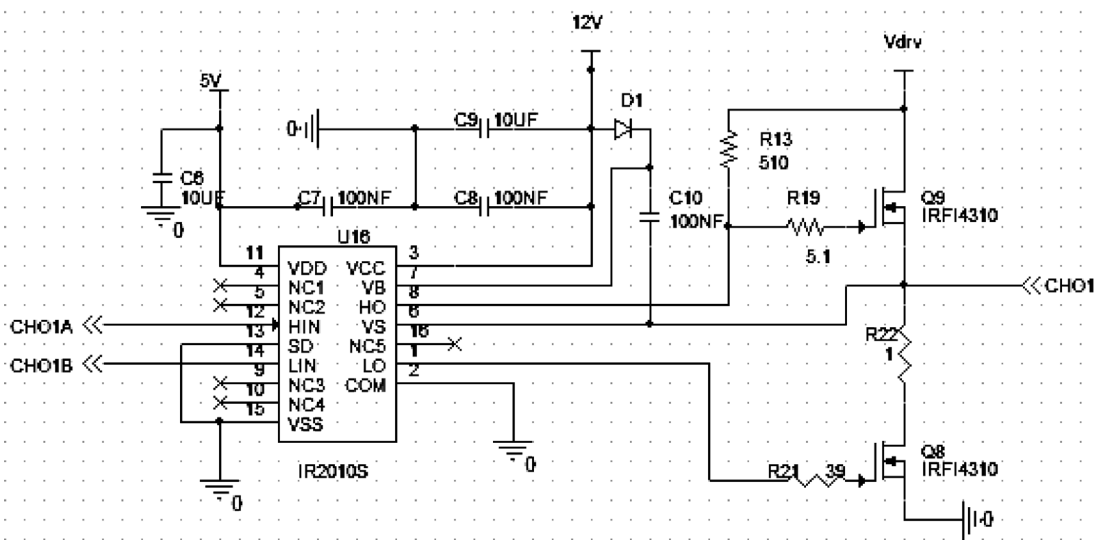 12V
Vdrv
5V
D1
0
C9 10UF
R13
510
C6
10UF
C7 100NF
C8 100NF
C10
100NF
R19
Q9
IRFI4310
0
U16
5.1
11 VDD VCC 3
4 NC1 VB 7
5 NC2 HO 8
CHO1
12 HIN VS 6
CHO1A
13 SD NC5 16
R22
1
14 LIN LO 1
CHO1B
9 NC3 COM 2
10 NC4
15 VSS
Q8
IRFI4310
IR2010S
0
R21 39
0
0